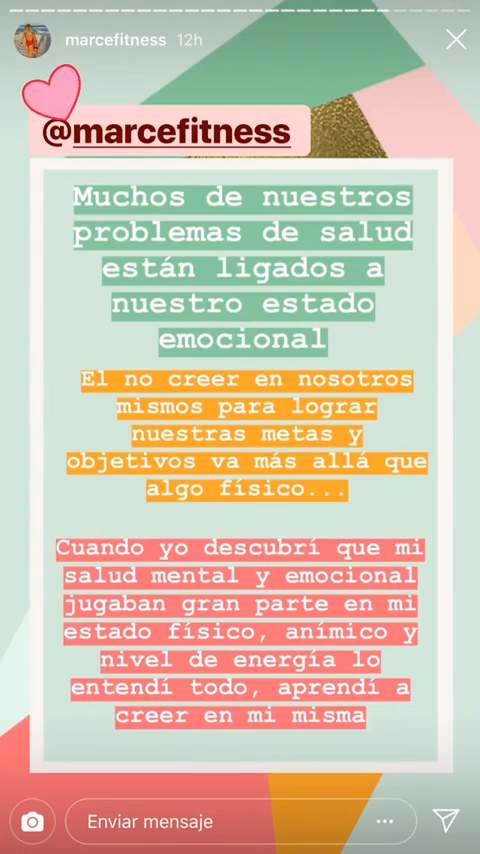 marcefitness 12h
@marcefitness
Muchos de nuestros
problemas de salud
están ligados a
nuestro estado
emocional
El no creer en nosotros
mismos para lograr
nuestras metas y
objetivos va más allá que
algo físico...
Cuando yo descubrí que mi
salud mental y emocional
jugaban gran parte en mi
estado físico, anímico y
nivel de energía lo
entendí todo, aprendí a
creer en mi misma
Enviar mensaje